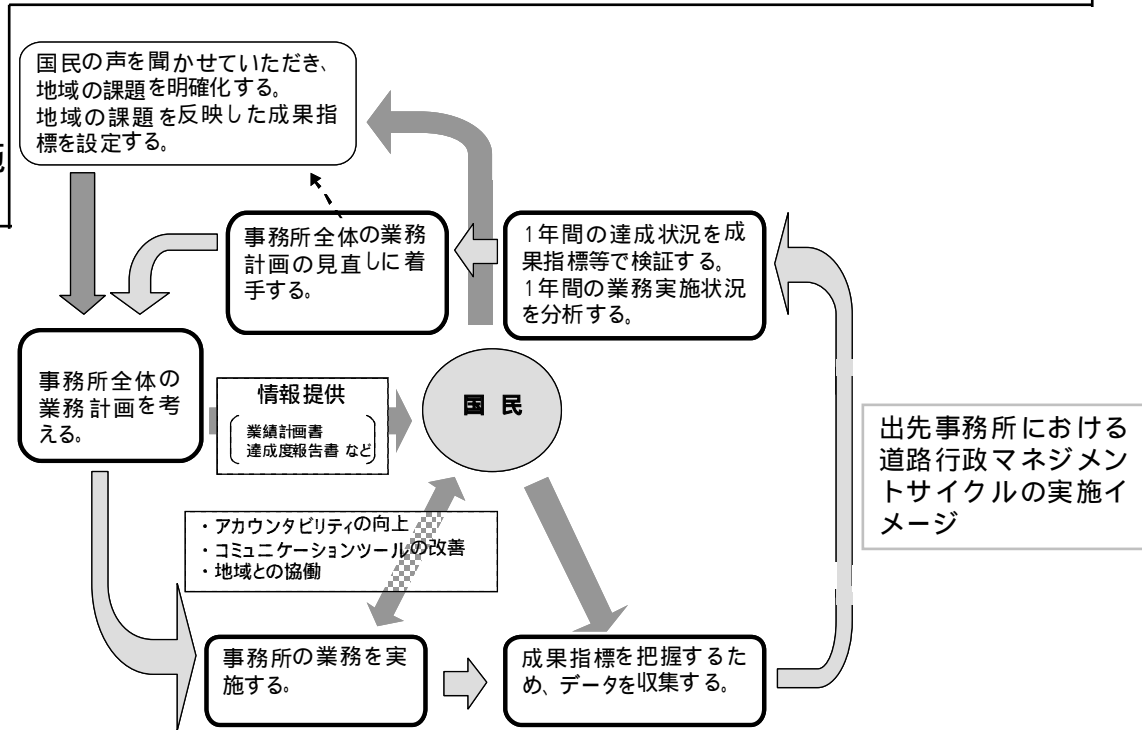 国民の声を聞かせていただき、
地域の課題を明確化する。
地域の課題を反映した成果指
標を設定する。
事務所全体の業務
計画の見直しに着
手する。
1年間の達成状況を成
果指標等で検証する。
1年間の業務実施状況
を分析する。
事務所全体の
業務計画を考
える。
情報提供
業績計画書
達成度報告書 など
国民
出先事務所における
道路行政マネジメン
トサイクルの実施イ
メージ
・アカウンタビリティの向上
・コミュニケーションツールの改善
・地域との協働
事務所の業務を実
施する。
成果指標を把握するた
め、データを収集する。